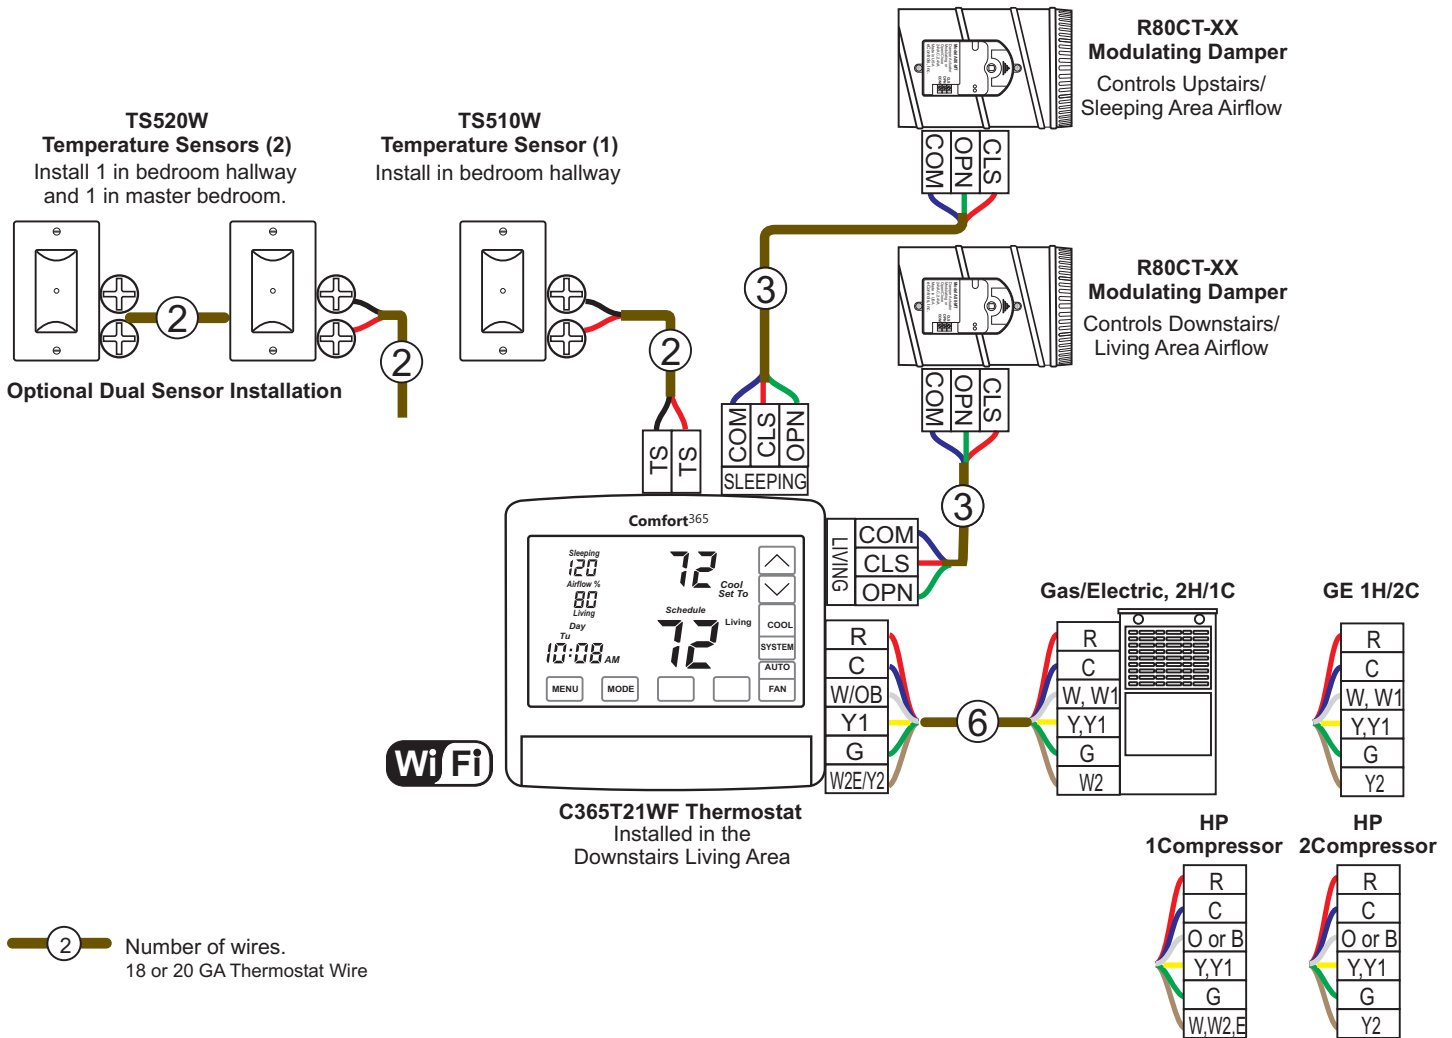 R80CT-XX
Modulating Damper
Controls Upstairs/
Sleeping Area Airflow
COM
OPN
CLS
TS520W
Temperature Sensors (2)
Install 1 in bedroom hallway
and 1 in master bedroom.
TS510W
Temperature Sensor (1)
Install in bedroom hallway
2
2
Optional Dual Sensor Installation
2
3
R80CT-XX
Modulating Damper
Controls Downstairs/
Living Area Airflow
COM
OPN
CLS
3
TS
TS
COM
CLS
OPN
SLEEPING
LIVING
COM
CLS
OPN
Comfort365
Sleeping
120
Airflow %
80
Living
Day
Tu
10:08 AM
72
Cool
Set To
Schedule
72
Living
COOL
SYSTEM
AUTO
FAN
MENU
MODE
WiFi
C365T21WF Thermostat
Installed in the
Downstairs Living Area
R
C
W/OB
Y1
G
W2E/Y2
6
Gas/Electric, 2H/1C
R
C
W, W1
Y,Y1
G
W2
GE 1H/2C
R
C
W, W1
Y,Y1
G
Y2
HP
1Compressor
R
C
O or B
Y,Y1
G
W,W2,E
HP
2Compressor
R
C
O or B
Y,Y1
G
Y2
2
Number of wires.
18 or 20 GA Thermostat Wire